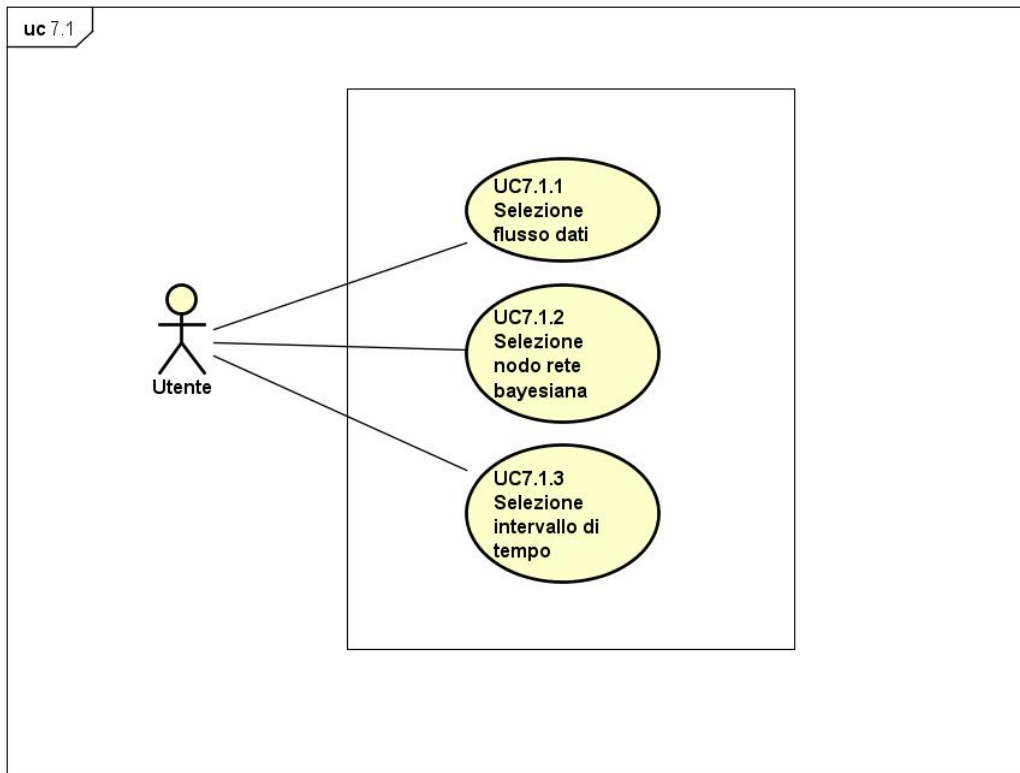 uc 7.1
UC7.1.1
Selezione
flusso dati
UC7.1.2
Selezione
nodo rete
bayesiana
Utente
UC7.1.3
Selezione
intervallo di
tempo